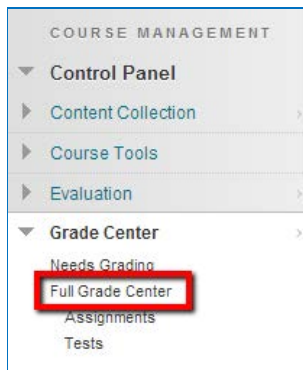 COURSE MANAGEMENT
Control Panel
Content Collection
Course Tools
Evaluation
Grade Center
Needs Grading
Full Grade Center
Assignments
Tests